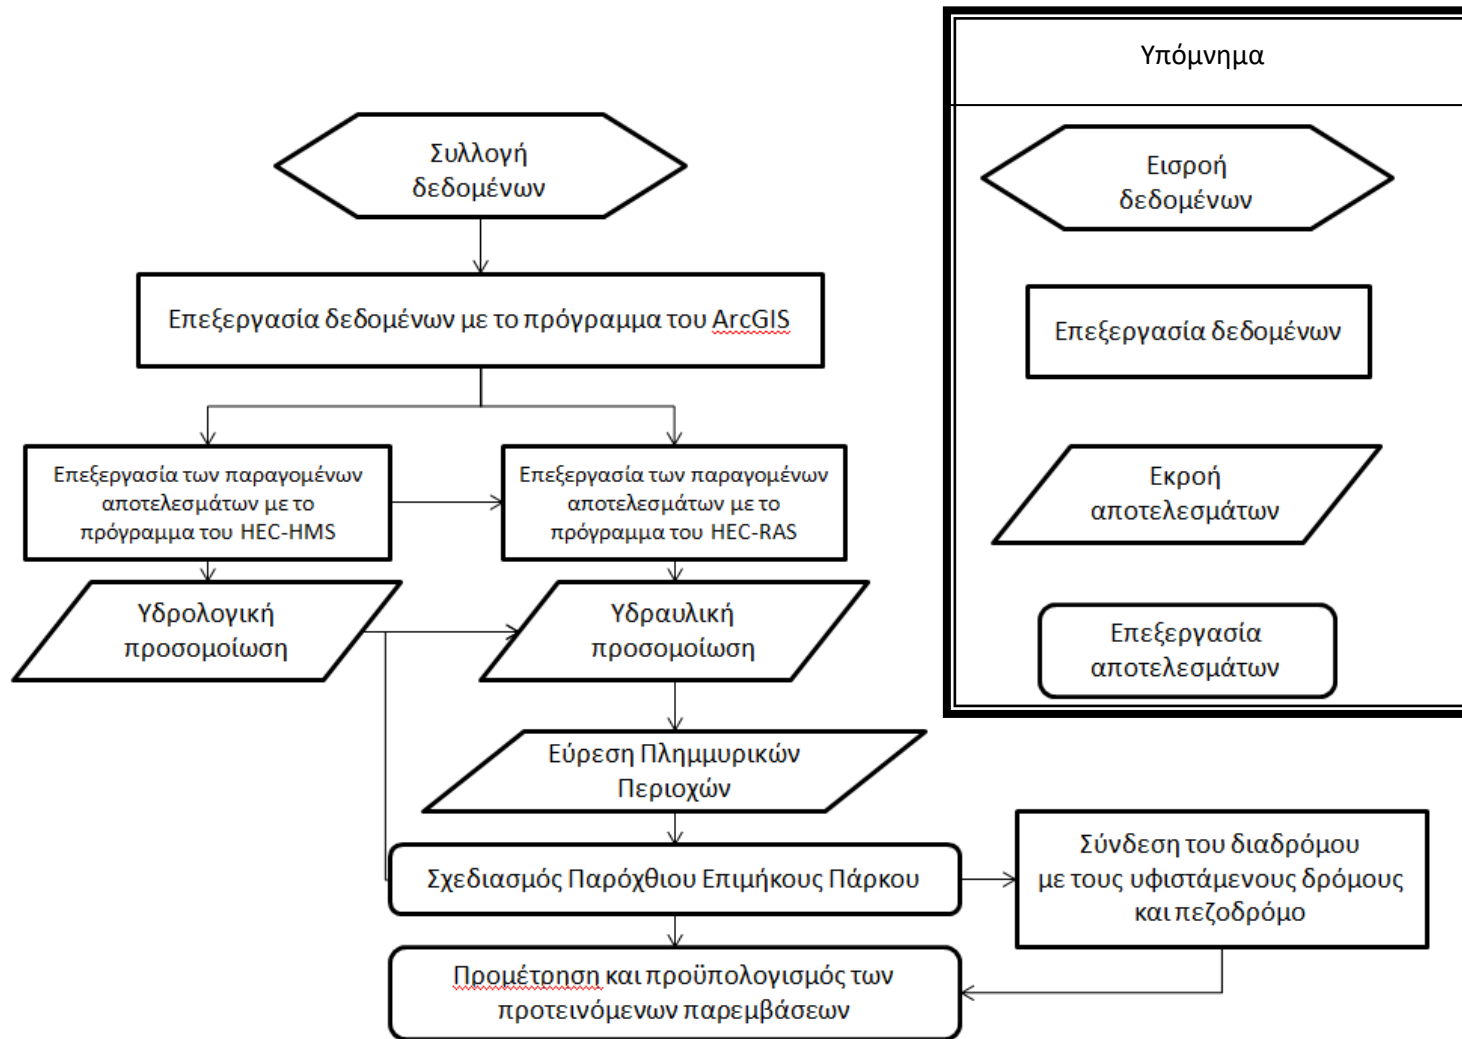 Υπόμνημα
Συλλογή
δεδομένων
Εισροή
δεδομένων
Επεξεργασία δεδομένων με το πρόγραμμα του ArcGIS
Επεξεργασία δεδομένων
Επεξεργασία των παραγομένων
αποτελεσμάτων με το
πρόγραμμα του HEC-HMS
Επεξεργασία των παραγομένων
αποτελεσμάτων με το
πρόγραμμα του HEC-RAS
Εκροή
αποτελεσμάτων
Υδρολογική
προσομοίωση
Υδραυλική
προσομοίωση
Επεξεργασία
αποτελεσμάτων
Εύρεση Πλημμυρικών
Περιοχών
Σχεδιασμός Παρόχθιου Επιμήκους Πάρκου
Σύνδεση του διαδρόμου
με τους υφιστάμενους δρόμους
και πεζοδρόμο
Προμέτρηση και προϋπολογισμός των
προτεινόμενων παρεμβάσεων